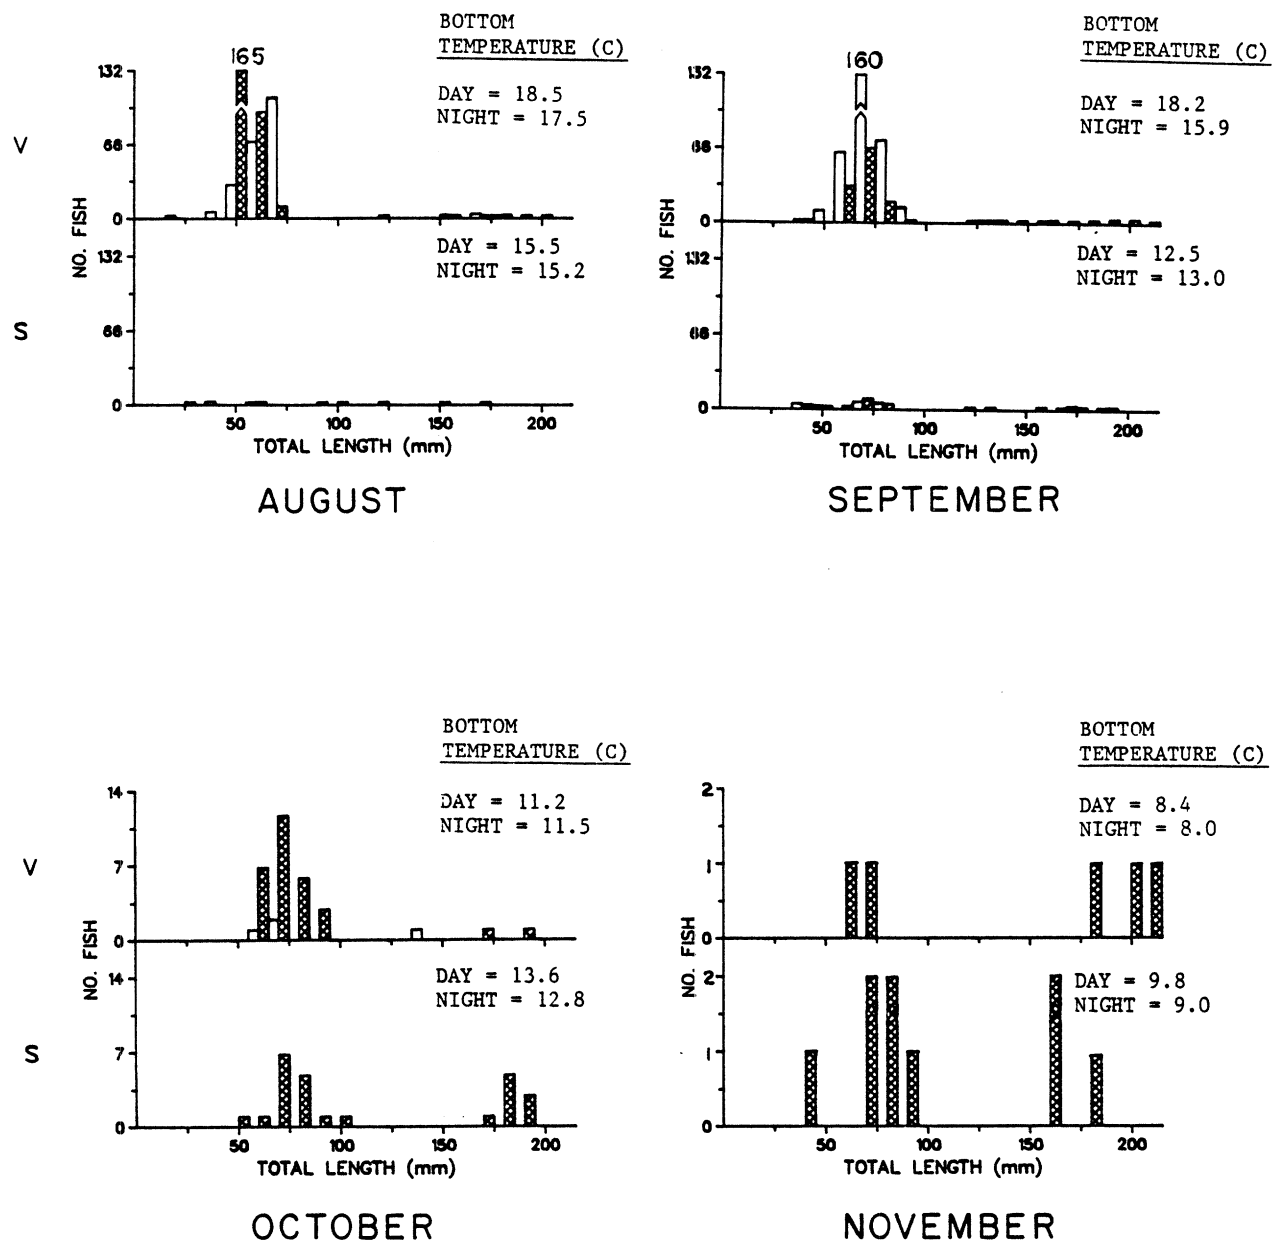 BOTTOM
TEMPERATURE (C)
165
132
DAY = 18.5
NIGHT = 17.5
V
66
0
NO. FISH
DAY = 15.5
NIGHT = 15.2
132
S
66
0
50 100 150 200
TOTAL LENGTH (mm)
AUGUST
BOTTOM
TEMPERATURE (C)
160
132
DAY = 18.2
NIGHT = 15.9
66
0
NO. FISH
DAY = 12.5
NIGHT = 13.0
132
66
0
50 100 150 200
TOTAL LENGTH (mm)
SEPTEMBER
BOTTOM
TEMPERATURE (C)
14
DAY = 11.2
NIGHT = 11.5
V
7
0
NO. FISH
DAY = 13.6
NIGHT = 12.8
14
S
7
0
50 100 150 200
TOTAL LENGTH (mm)
OCTOBER
BOTTOM
TEMPERATURE (C)
2
DAY = 8.4
NIGHT = 8.0
1
0
NO. FISH
DAY = 9.8
NIGHT = 9.0
2
1
0
50 100 150 200
TOTAL LENGTH (mm)
NOVEMBER